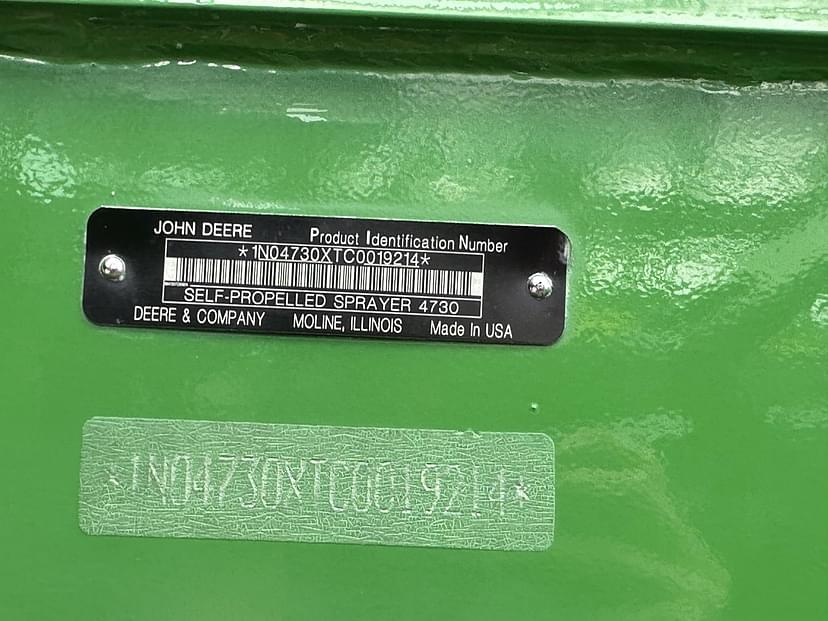 JOHN DEERE
Product Identification Number
*1N04730XTC0019214*
SELF-PROPELLED SPRAYER 4730
DEERE & COMPANY MOLINE, ILLINOIS Made In USA
*1N04730XTC0019214*